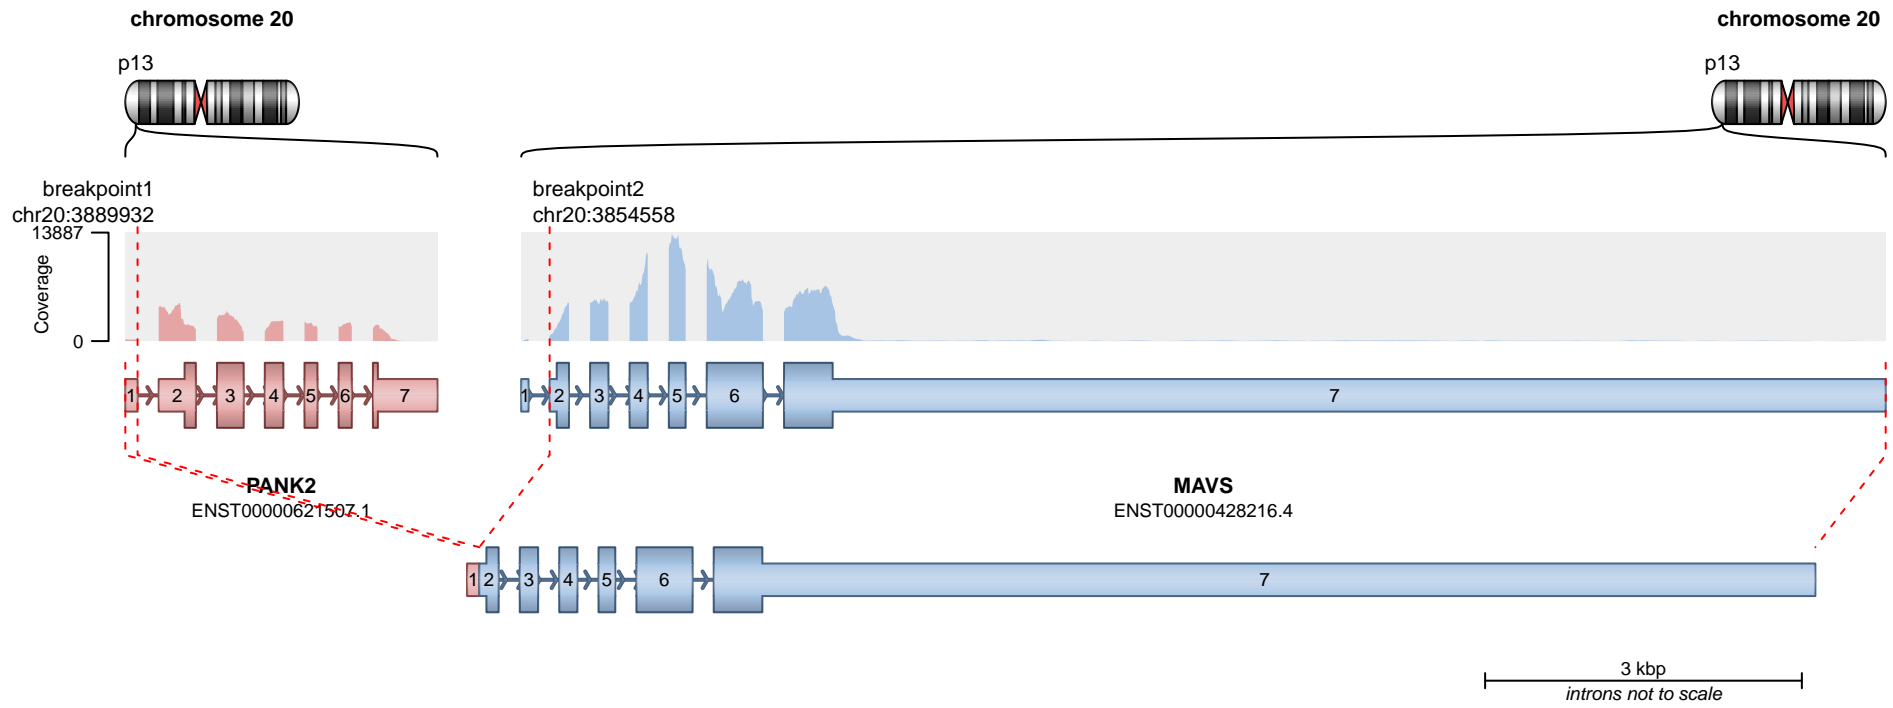 chromosome 20
chromosome 20
p13
p13
breakpoint1
chr20:3889932
breakpoint2
chr20:3854558
13887
Coverage
0
1 2 3 4 5 6 7
1 2 3 4 5 6 7
PANK2
ENST00000621507.1
MAVS
ENST00000428216.4
1 2 3 4 5 6 7
3 kbp
introns not to scale